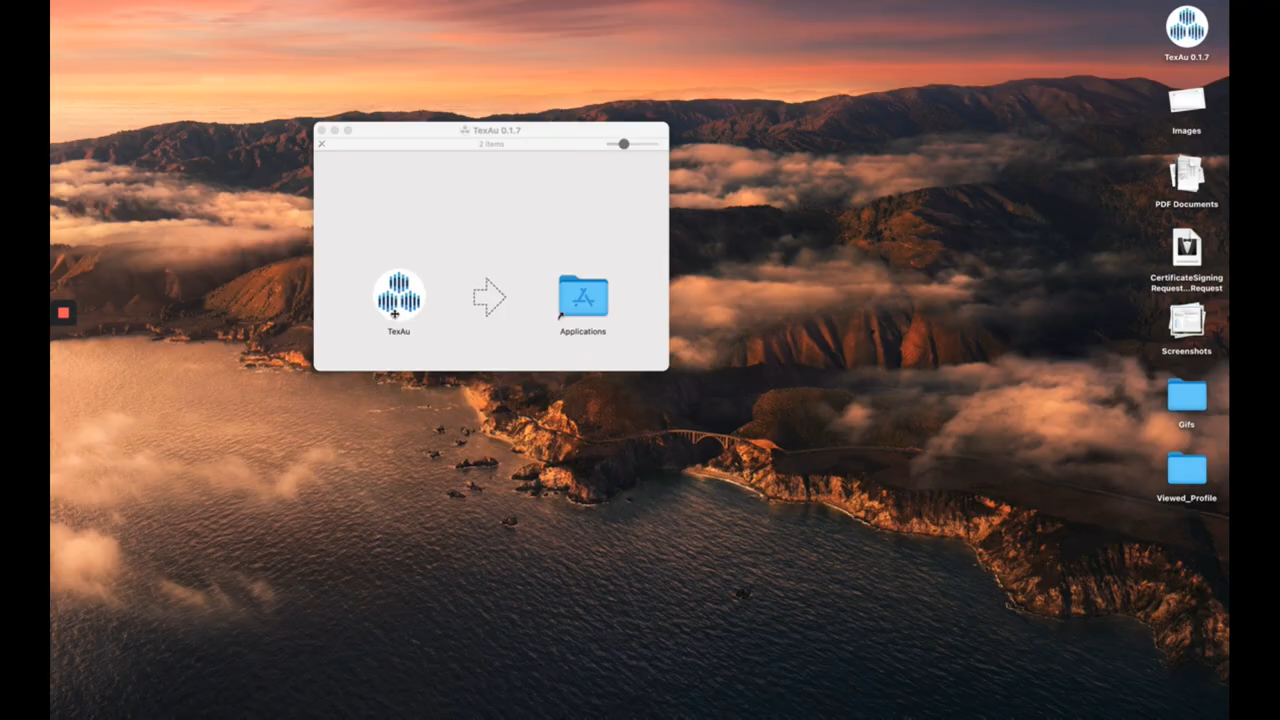 TexAu 0.1.7
2 items
TexAu
Applications
TexAu 0.1.7
Images
PDF Documents
CertificateSigning
Request...Request
Screenshots
Gifs
Viewed_Profile